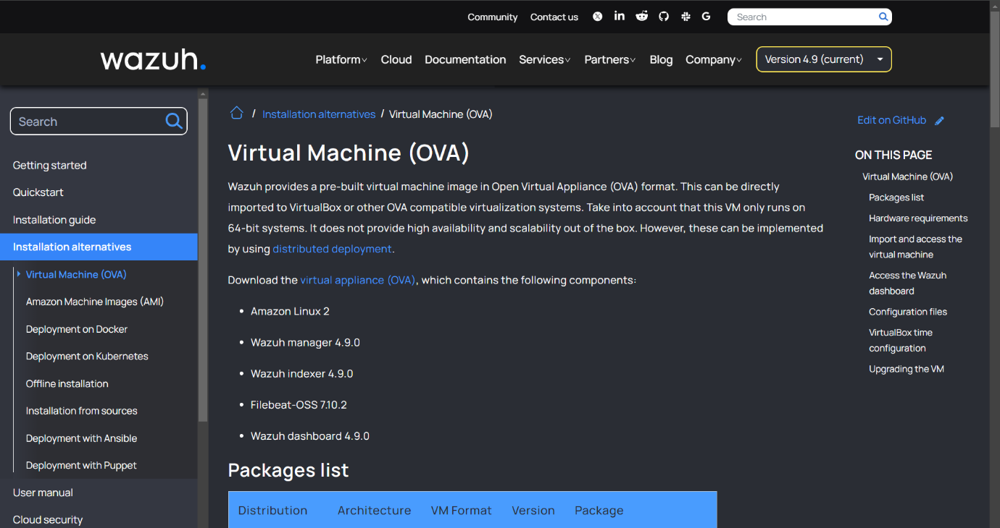 Community Contact us Search
wazuh.
Platform Cloud Documentation Services Partners Blog Company Version 4.9 (current)
Search
Getting started
Quickstart
Installation guide
Installation alternatives
Virtual Machine (OVA)
Amazon Machine Images (AMI)
Deployment on Docker
Deployment on Kubernetes
Offline installation
Installation from sources
Deployment with Ansible
Deployment with Puppet
User manual
Cloud security
/ Installation alternatives / Virtual Machine (OVA)
Virtual Machine (OVA)
Wazuh provides a pre-built virtual machine image in Open Virtual Appliance (OVA) format. This can be directly
imported to VirtualBox or other OVA compatible virtualization systems. Take into account that this VM only runs on
64-bit systems. It does not provide high availability and scalability out of the box. However, these can be implemented
by using distributed deployment.
Download the virtual appliance (OVA), which contains the following components:
• Amazon Linux 2
• Wazuh manager 4.9.0
• Wazuh indexer 4.9.0
• Filebeat-OSS 7.10.2
• Wazuh dashboard 4.9.0
Packages list
Distribution Architecture VM Format Version Package
Edit on GitHub
ON THIS PAGE
Virtual Machine (OVA)
Packages list
Hardware requirements
Import and access the
virtual machine
Access the Wazuh
dashboard
Configuration files
VirtualBox time
configuration
Upgrading the VM